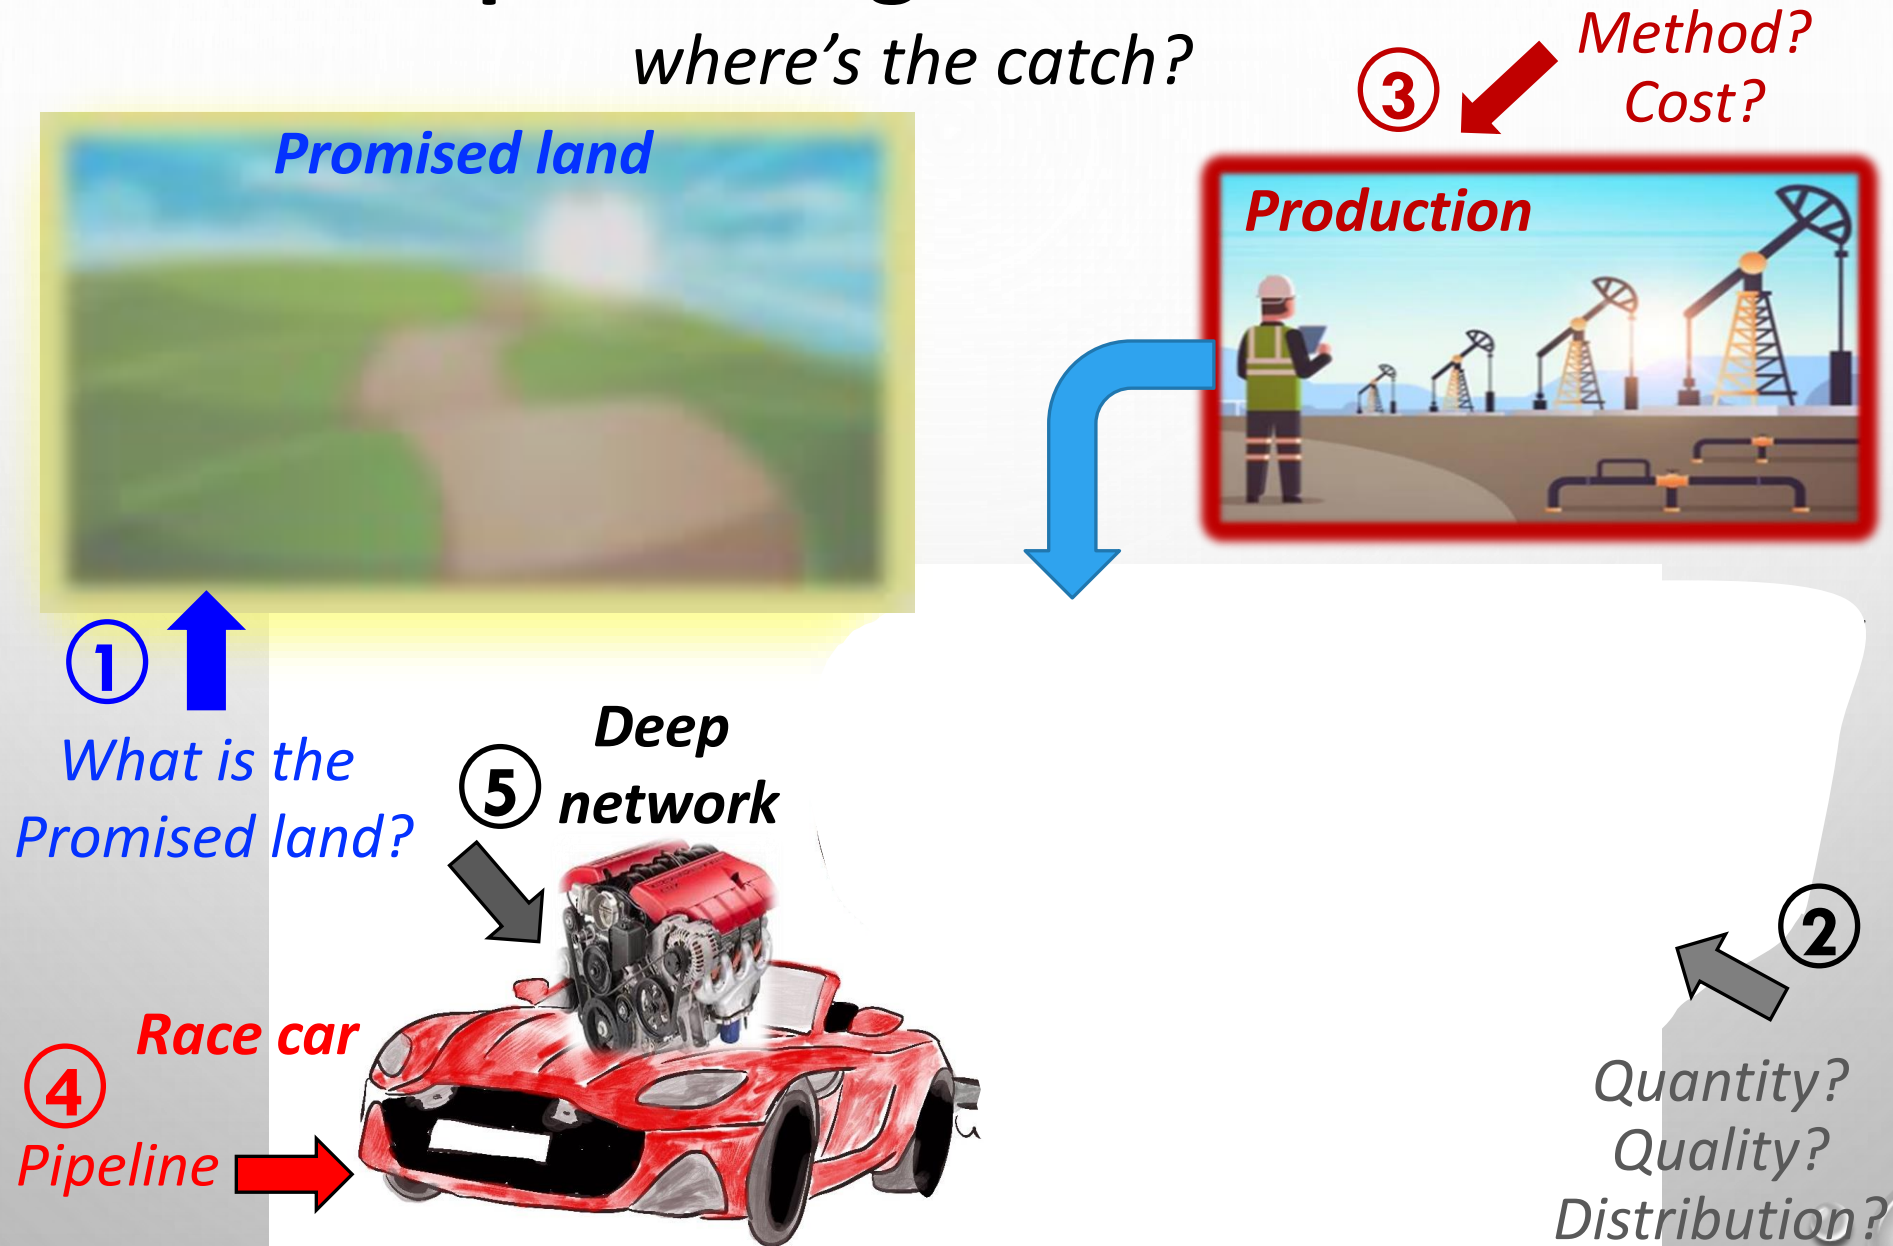 where's the catch?
Promised land
①
What is the
Promised land?
③
Method?
Cost?
Production
⑤
Deep
network
Race car
④
Pipeline
②
Quantity?
Quality?
Distribution?